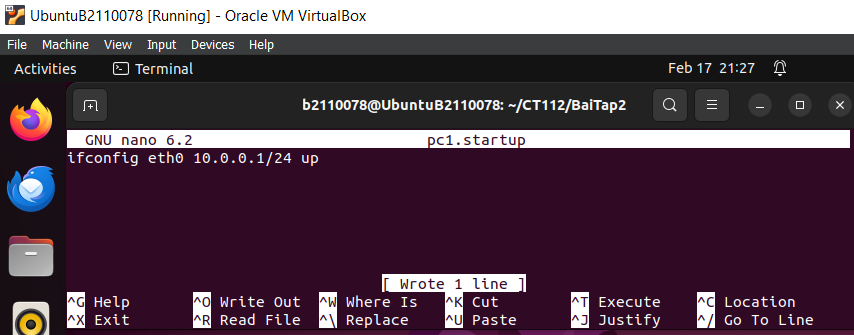 UbuntuB2110078 [Running] - Oracle VM VirtualBox
File Machine View Input Devices Help
Activities Terminal Feb 17 21:27
b2110078@UbuntuB2110078: ~/CT112/BaiTap2
GNU nano 6.2 pc1.startup
ifconfig eth0 10.0.0.1/24 up
[ Wrote 1 line ]
^G Help ^O Write Out ^W Where Is ^K Cut ^T Execute ^C Location
^X Exit ^R Read File ^\ Replace ^U Paste ^J Justify ^/ Go To Line